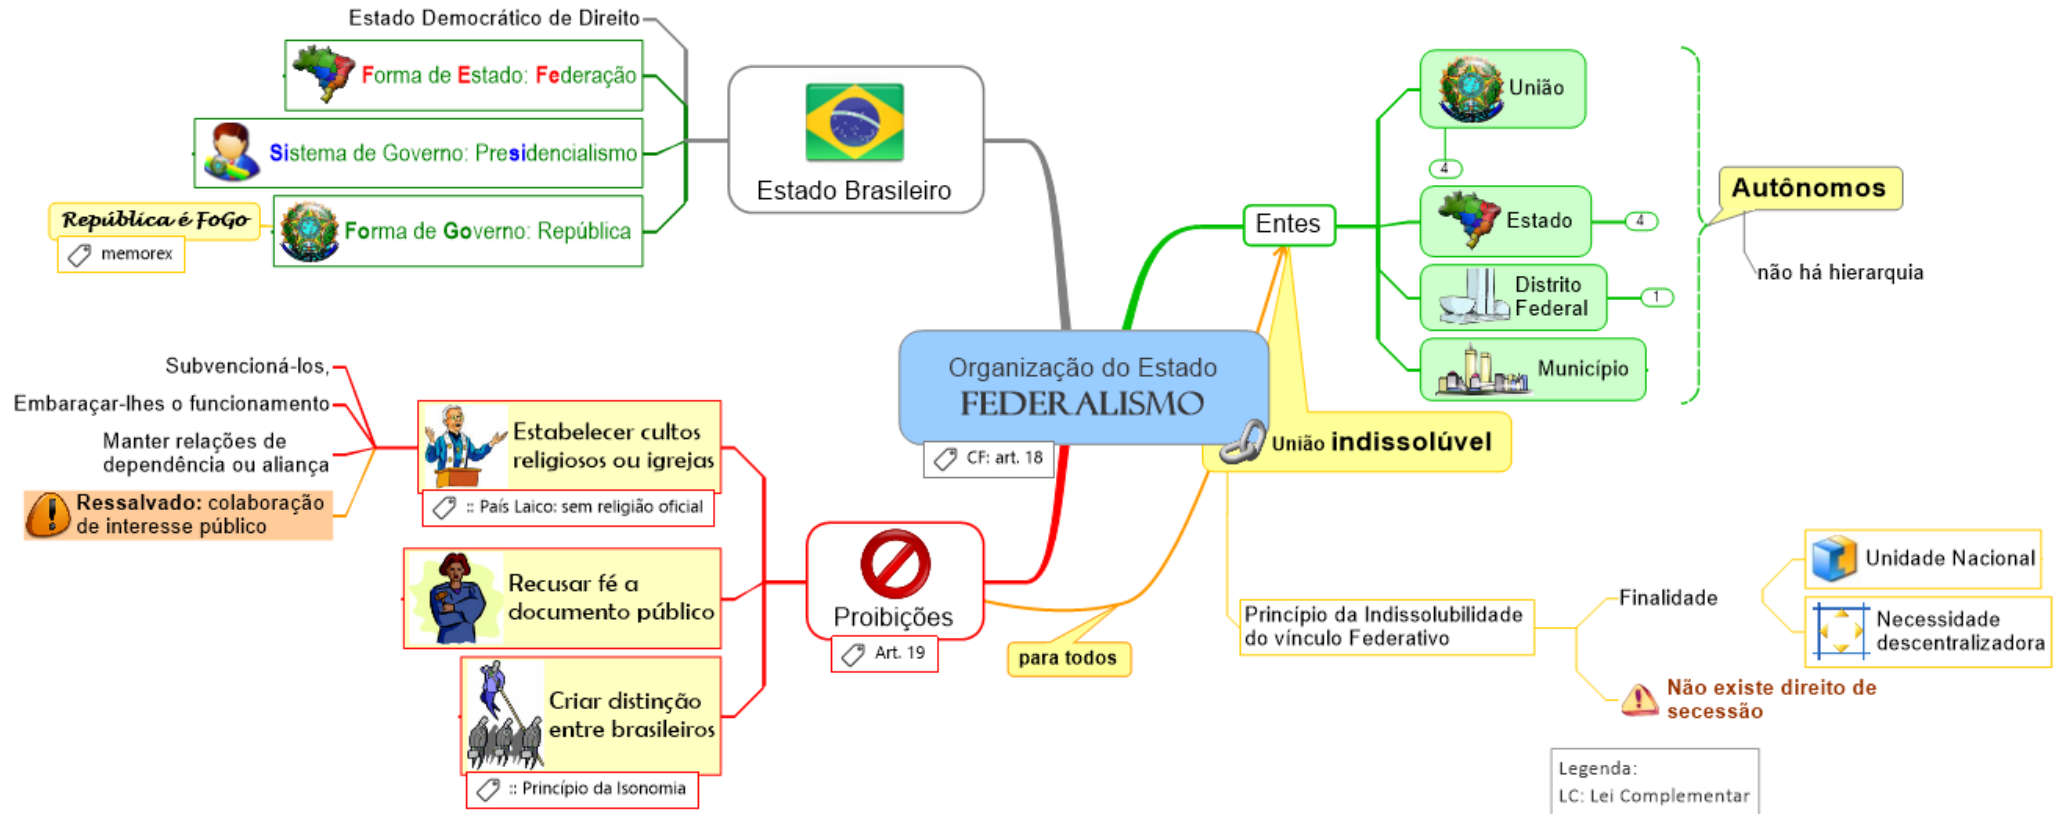 Estado Democrático de Direito
Forma de Estado: Federação
Sistema de Governo: Presidencialismo
República é FoGo
memorex
Forma de Governo: República
Estado Brasileiro
Subvencioná-los,
Embaraçar-lhes o funcionamento
Manter relações de
dependência ou aliança
Ressalvado: colaboração
de interesse público
Estabelecer cultos
religiosos ou igrejas
:: País Laico: sem religião oficial
Recusar fé a
documento público
Criar distinção
entre brasileiros
:: Princípio da Isonomia
Proibições
Art. 19
para todos
Organização do Estado
FEDERALISMO
CF: art. 18
Entes
União
4
Estado
4
Distrito
Federal
1
Município
Autônomos
não há hierarquia
União indissolúvel
Princípio da Indissolubilidade
do vínculo Federativo
Finalidade
Unidade Nacional
Necessidade
descentralizadora
Não existe direito de
secessão
Legenda:
LC: Lei Complementar